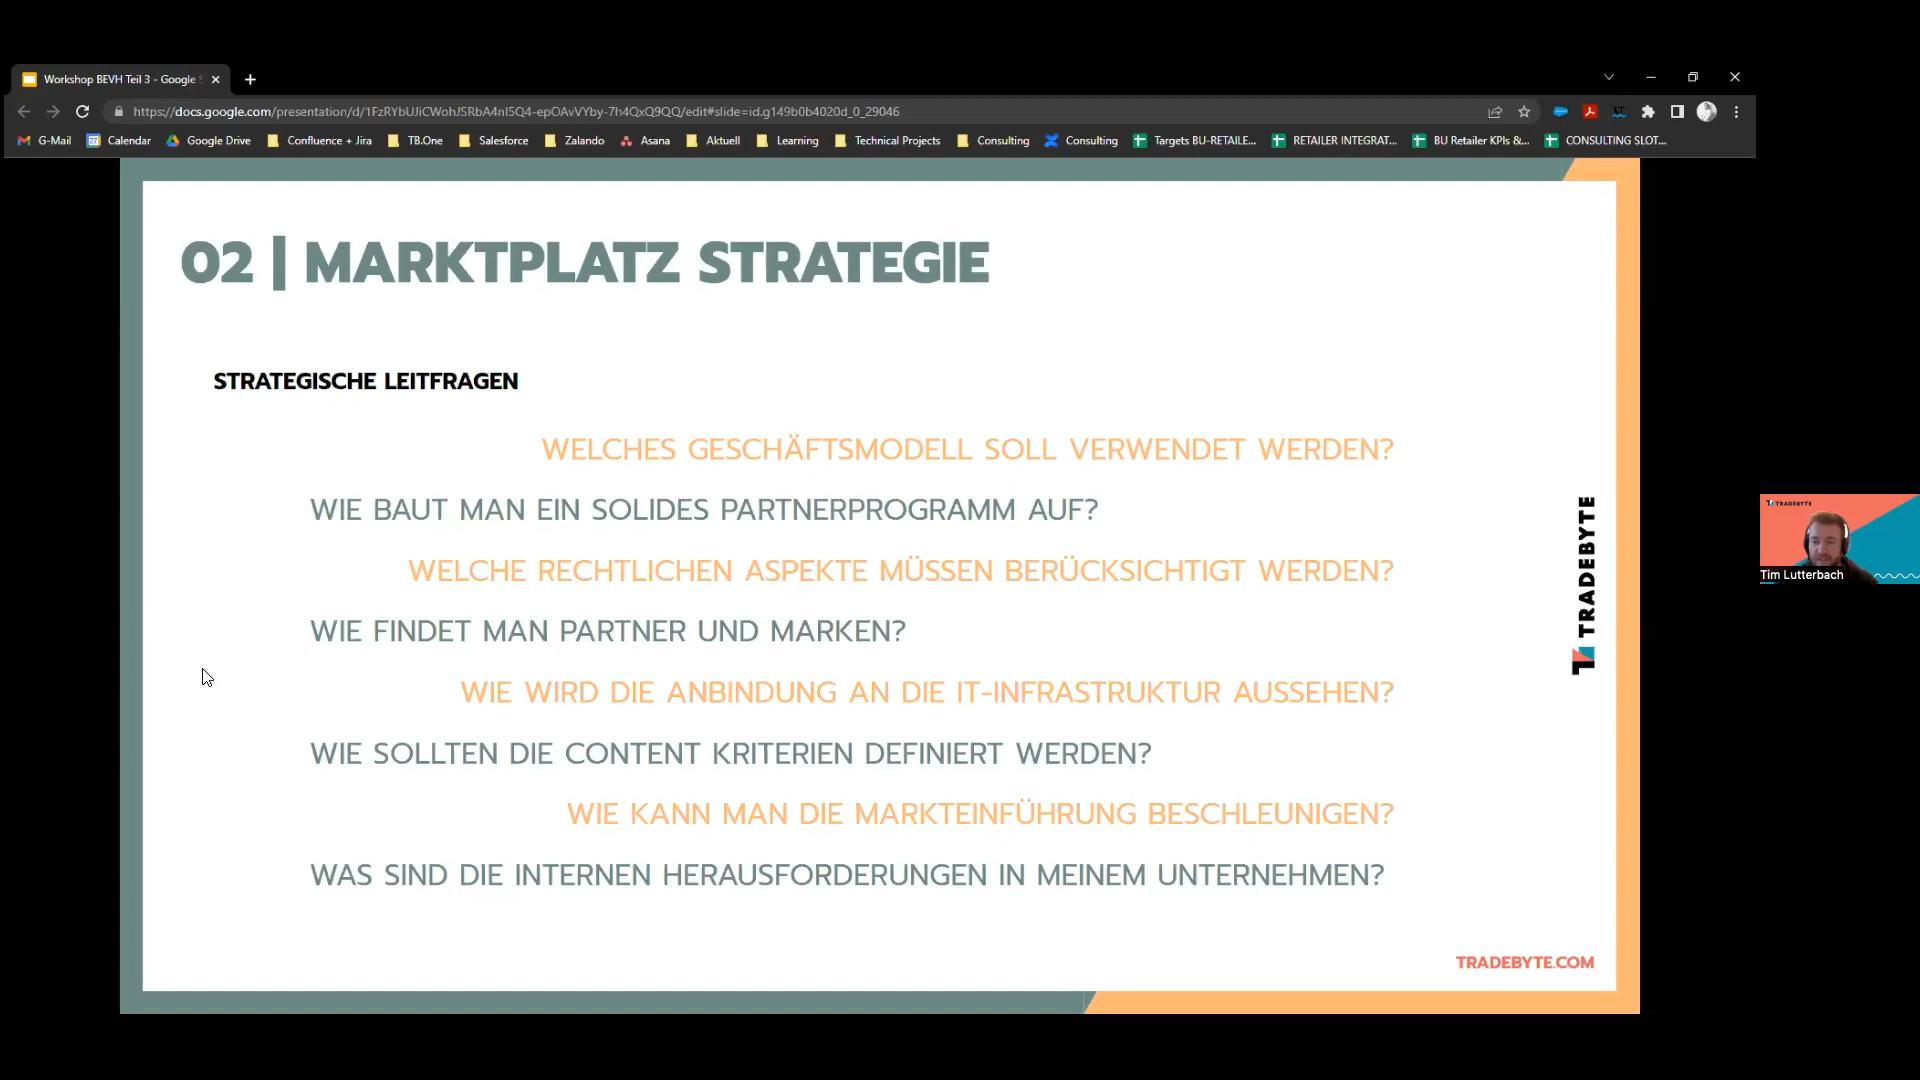 Workshop BEVH Teil 3 - Google S
https://docs.google.com/presentation/d/1FzRYbUJiCWohJSRbA4nI5Q4-epOAvVYby-7h4QxQ9QQ/edit#slide=id.g149b0b4020d_0_29046
G-Mail Calendar Google Drive Confluence + Jira TB.One Salesforce Zalando Asana Aktuell Learning Technical Projects Consulting Consulting Targets BU-RETAILE... RETAILER INTEGRAT... BU Retailer KPIs &... CONSULTING SLOT...
02 | MARKTPLATZ STRATEGIE
STRATEGISCHE LEITFRAGEN
WELCHES GESCHÄFTSMODELL SOLL VERWENDET WERDEN?
WIE BAUT MAN EIN SOLIDES PARTNERPROGRAMM AUF?
WELCHE RECHTLICHEN ASPEKTE MÜSSEN BERÜCKSICHTIGT WERDEN?
WIE FINDET MAN PARTNER UND MARKEN?
WIE WIRD DIE ANBINDUNG AN DIE IT-INFRASTRUKTUR AUSSEHEN?
WIE SOLLTEN DIE CONTENT KRITERIEN DEFINIERT WERDEN?
WIE KANN MAN DIE MARKTEINFÜHRUNG BESCHLEUNIGEN?
WAS SIND DIE INTERNEN HERAUSFORDERUNGEN IN MEINEM UNTERNEHMEN?
TRADEBYTE
TRADEBYTE.COM
TRADEBYTE
Tim Lutterbach